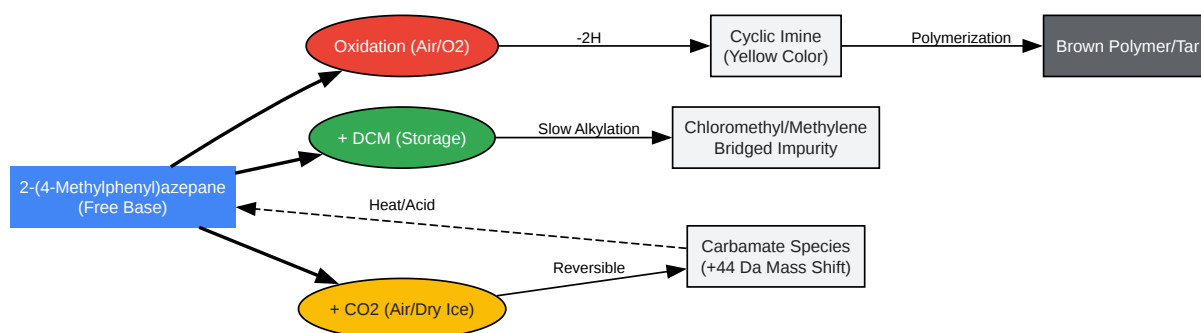 Oxidation (Air/O2)
-2H
Cyclic Imine
(Yellow Color)
Polymerization
Brown Polymer/Tar
+ DCM (Storage)
Slow Alkylation
Chloromethyl/Methylene
Bridged Impurity
2-(4-Methylphenyl)azepane
(Free Base)
Heat/Acid
Carbamate Species
(+44 Da Mass Shift)
Reversible
+ CO2 (Air/Dry Ice)